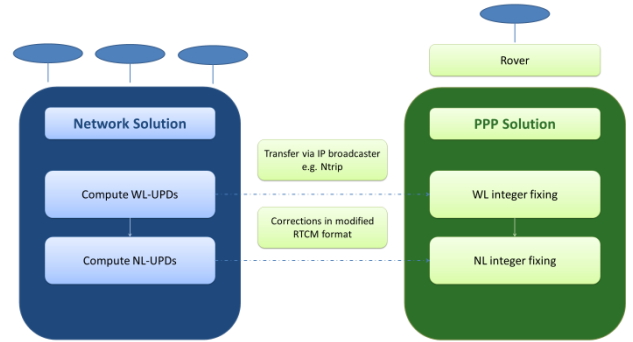 Rover
Network Solution
PPP Solution
Transfer via IP broadcaster
e.g. Ntrip
Compute WL-UPDs
WL integer fixing
Corrections in modified
RTCM format
Compute NL-UPDs
NL integer fixing